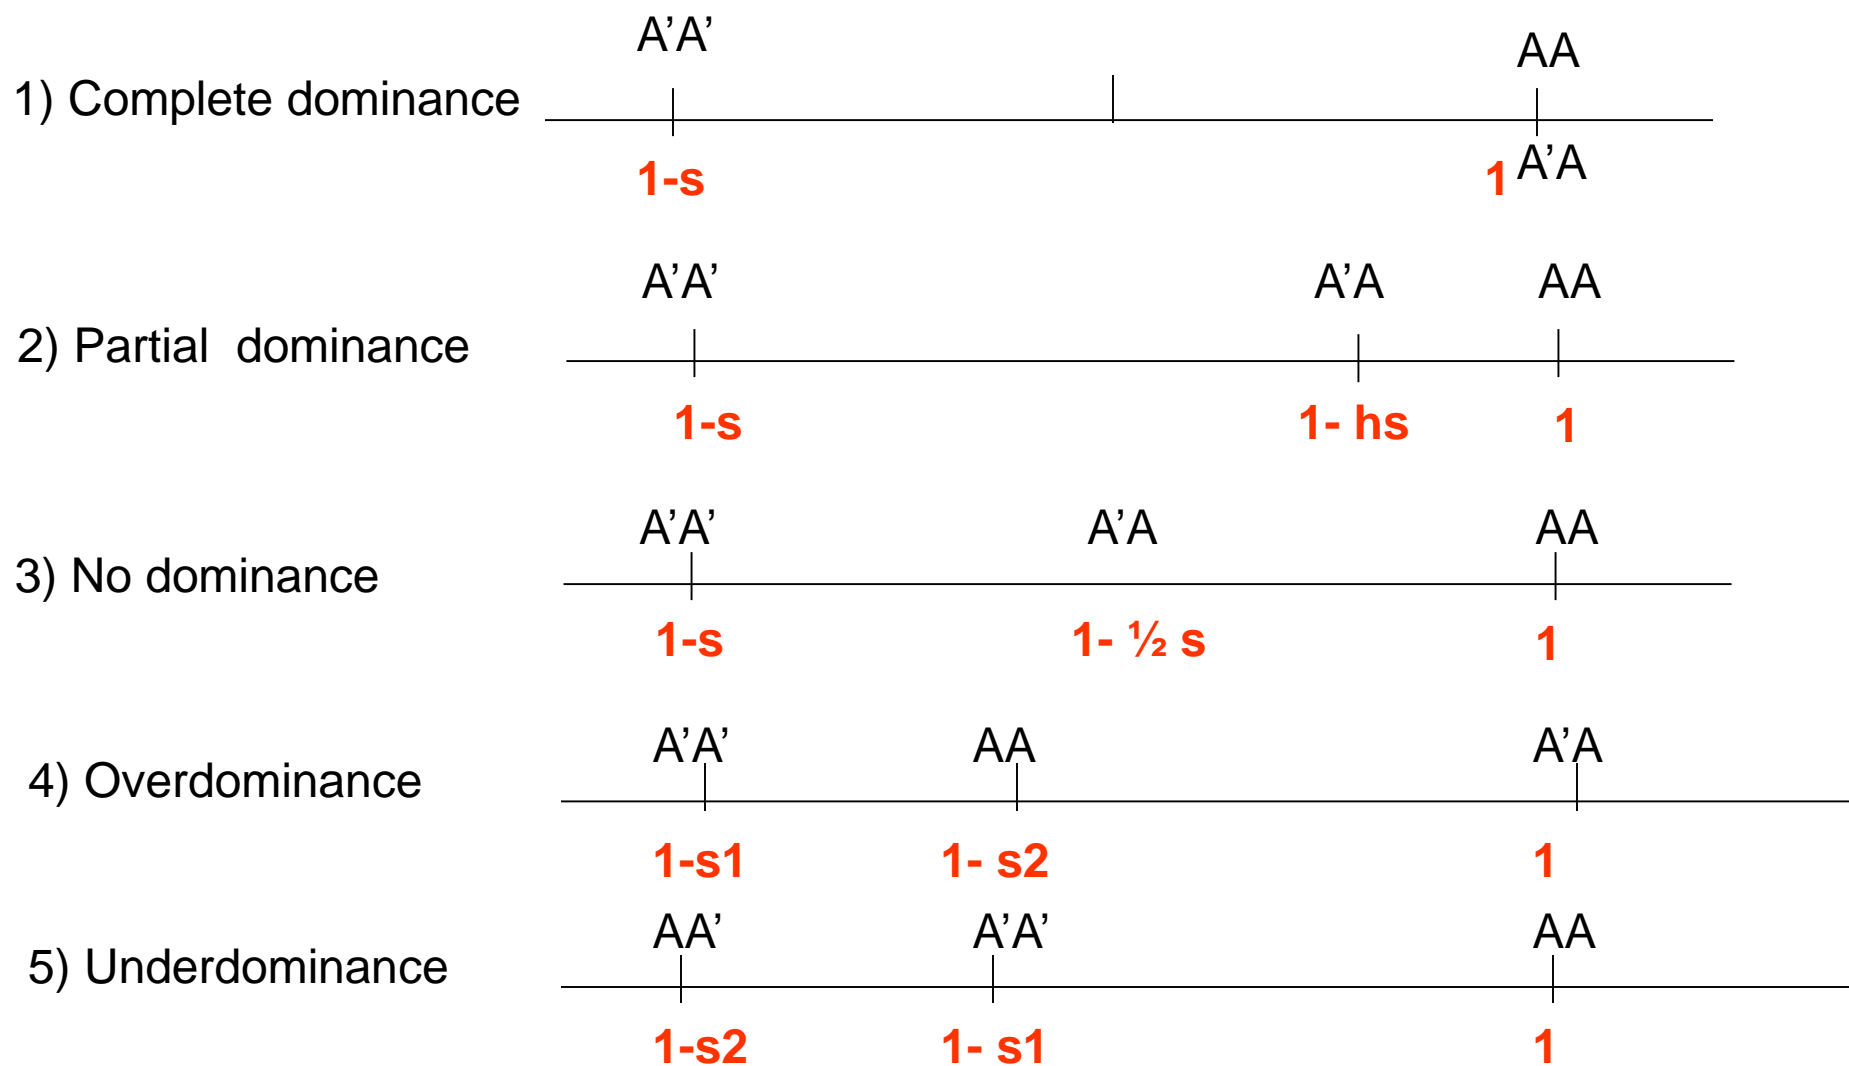 A’A’ AA
1) Complete dominance
1-s 1 A’A
A’A’ A’A AA
2) Partial dominance
1-s 1- hs 1
A’A’ A’A AA
3) No dominance
1-s 1- ½ s 1
A’A’ AA A’A
4) Overdominance
1-s1 1- s2 1
AA’ A’A’ AA
5) Underdominance
1-s2 1- s1 1